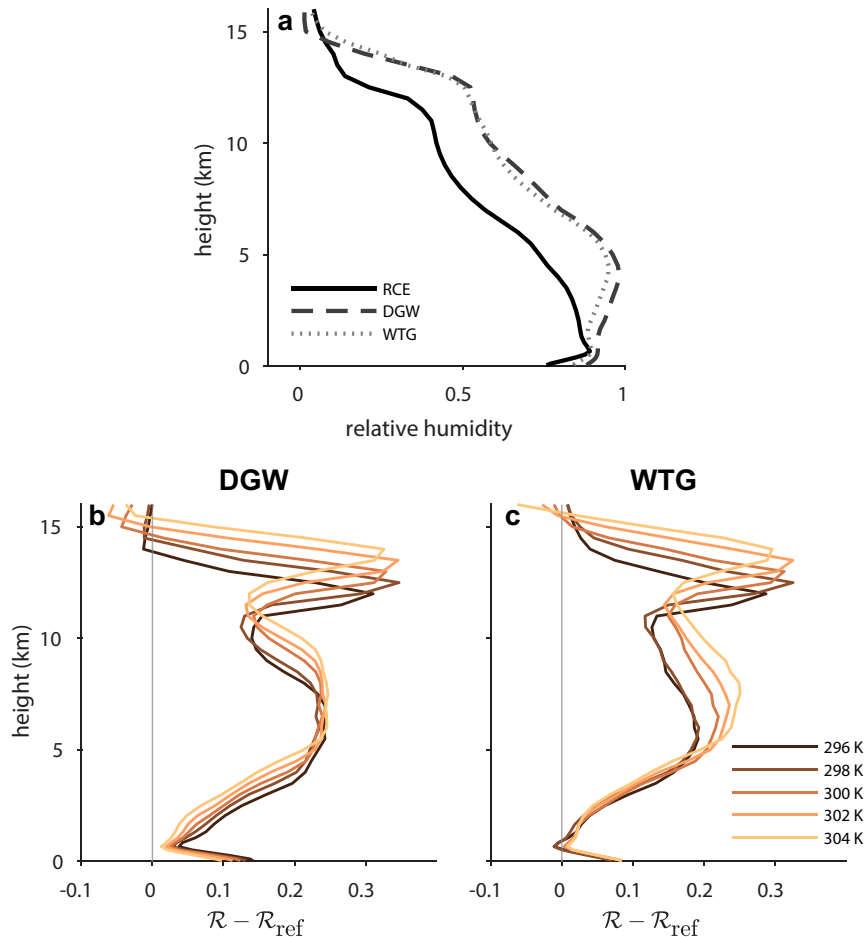 a
15
10
5
0
height (km)
RCE
DGW
WTG
0
0.5
1
relative humidity
DGW
WTG
b
c
15
10
5
0
height (km)
15
10
5
0
296 K
298 K
300 K
302 K
304 K
-0.1
0
0.1
0.2
0.3
-0.1
0
0.1
0.2
0.3
ℛ − ℛref
ℛ − ℛref